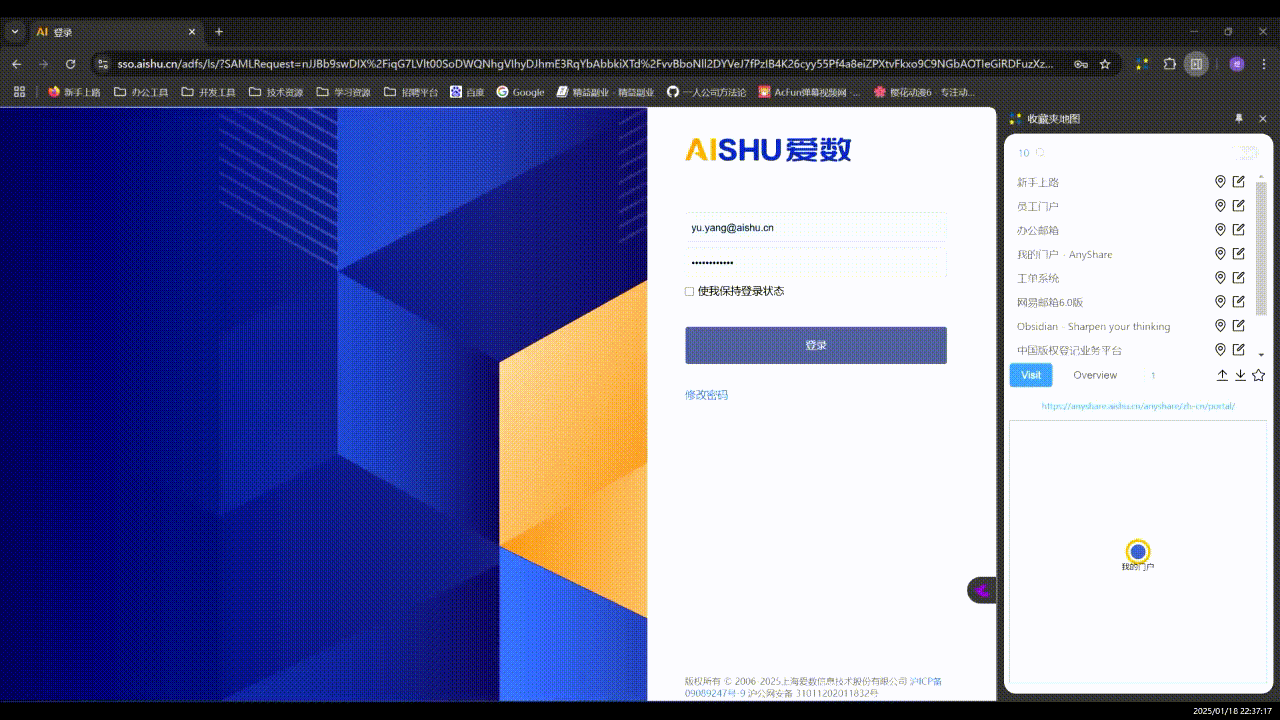 AI 登录
sso.aishu.cn/adfs/ls/?SAMLRequest=
新手上路 办公工具 开发工具 技术资源 学习资源 招聘平台 百度 Google 精益副业 - 精益副业 一人公司方法论 AcFun弹幕视频网 -... 樱花动漫6 - 专注动...
收藏夹地图
AISHU 爱数
10
新手上路
员工门户
yu.yang@aishu.cn
办公邮箱
我的门户 - AnyShare
••••••••••••
工单系统
使我保持登录状态
网易邮箱6.0版
Obsidian - Sharpen your thinking
登录
中国版权登记业务平台
Visit Overview 1
修改密码
https://anyshare.aishu.cn/anyshare/zh-cn/portal/
我的门户
版权所有 © 2006-2025上海爱数信息技术股份有限公司 沪ICP备
09089247号-9 沪公网安备 31011202011832号
2025/01/18 22:37:17